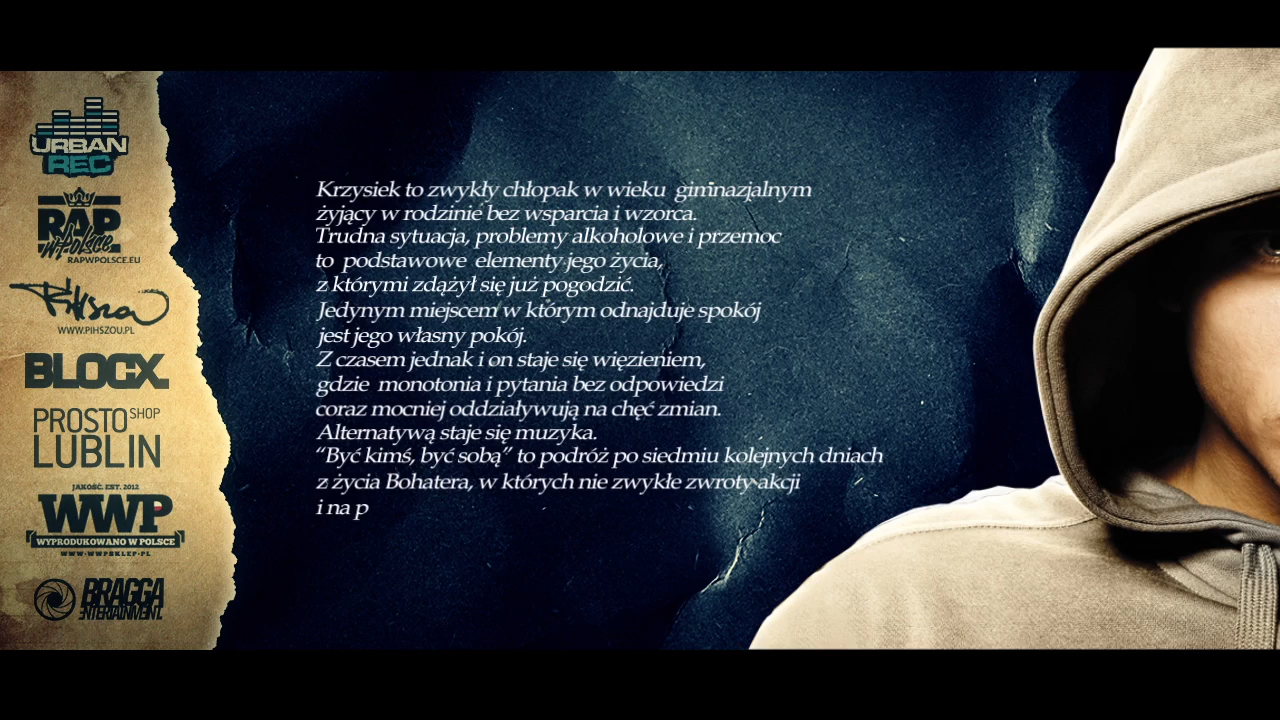 URBAN
REC
RAP
w Polsce
RAPWPOLSCE.EU
Pihszou
WWW.PIHSZOU.PL
BLOCX.
PROSTO SHOP
LUBLIN
JAKOŚĆ. EST. 2012
WWP
WYPRODUKOWANO W POLSCE
WWW.WWPSKLEP.PL
BRAGGA
ENTERTAINMENT.
Krzysiek to zwykły chłopak w wieku gimnazjalnym
żyjący w rodzinie bez wsparcia i wzorca.
Trudna sytuacja, problemy alkoholowe i przemoc
to podstawowe elementy jego życia,
z którymi zdążył się już pogodzić.
Jedynym miejscem w którym odnajduje spokój
jest jego własny pokój.
Z czasem jednak i on staje się więzieniem,
gdzie monotonia i pytania bez odpowiedzi
coraz mocniej oddziaływują na chęć zmian.
Alternatywą staje się muzyka.
“Być kimś, być sobą” to podróż po siedmiu kolejnych dniach
z życia Bohatera, w których nie zwykłe zwroty akcji
i na p